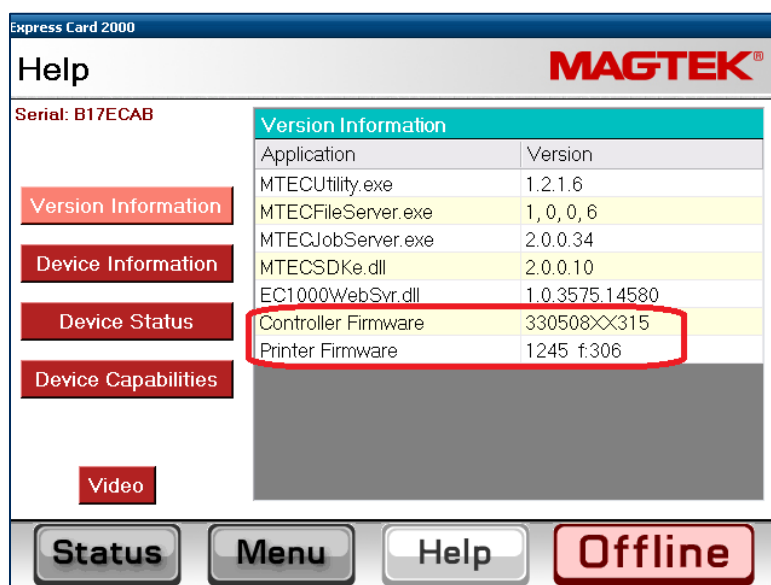 Express Card 2000
Help
MAGTEK®
Serial: B17ECAB
Version Information
Application Version
MTECUtility.exe 1.2.1.6
Version Information
MTECFileServer.exe 1, 0, 0, 6
MTECJobServer.exe 2.0.0.34
Device Information
MTECSDKe.dll 2.0.0.10
EC1000WebSvr.dll 1.0.3575.14580
Device Status
Controller Firmware 330508XX315
Printer Firmware 1245 f:306
Device Capabilities
Video
Status Menu Help Offline